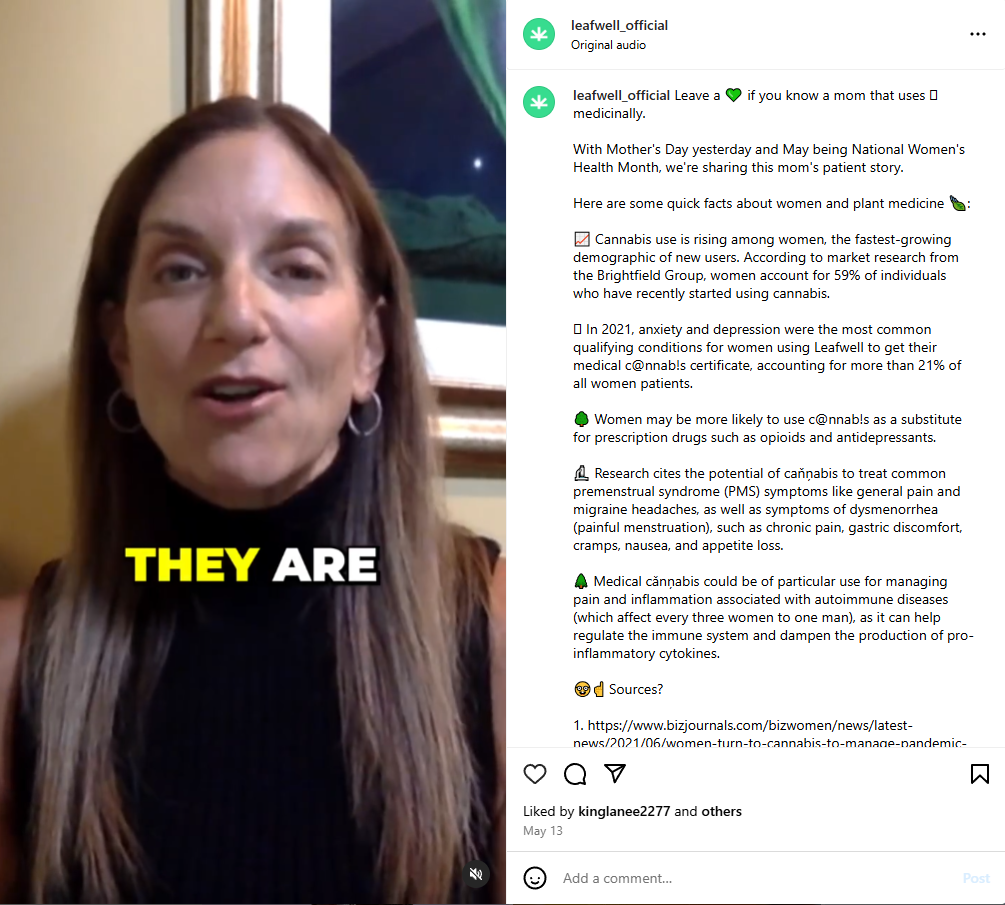 THEY ARE
leafwell_official
Original audio
leafwell_official Leave a 💚 if you know a mom that uses 
medicinally.
With Mother's Day yesterday and May being National Women's
Health Month, we're sharing this mom's patient story.
Here are some quick facts about women and plant medicine 🌿:
📈 Cannabis use is rising among women, the fastest-growing
demographic of new users. According to market research from
the Brightfield Group, women account for 59% of individuals
who have recently started using cannabis.
In 2021, anxiety and depression were the most common
qualifying conditions for women using Leafwell to get their
medical c@nnab!s certificate, accounting for more than 21% of
all women patients.
🌳 Women may be more likely to use c@nnab!s as a substitute
for prescription drugs such as opioids and antidepressants.
🔬 Research cites the potential of caňņabis to treat common
premenstrual syndrome (PMS) symptoms like general pain and
migraine headaches, as well as symptoms of dysmenorrhea
(painful menstruation), such as chronic pain, gastric discomfort,
cramps, nausea, and appetite loss.
🌲 Medical cǎnņabis could be of particular use for managing
pain and inflammation associated with autoimmune diseases
(which affect every three women to one man), as it can help
regulate the immune system and dampen the production of pro-
inflammatory cytokines.
🤓☝️ Sources?
1. https://www.bizjournals.com/bizwomen/news/latest-
news/2021/06/women-turn-to-cannabis-to-manage-pandemic-
Liked by kinglanee2277 and others
May 13
Add a comment...
Post